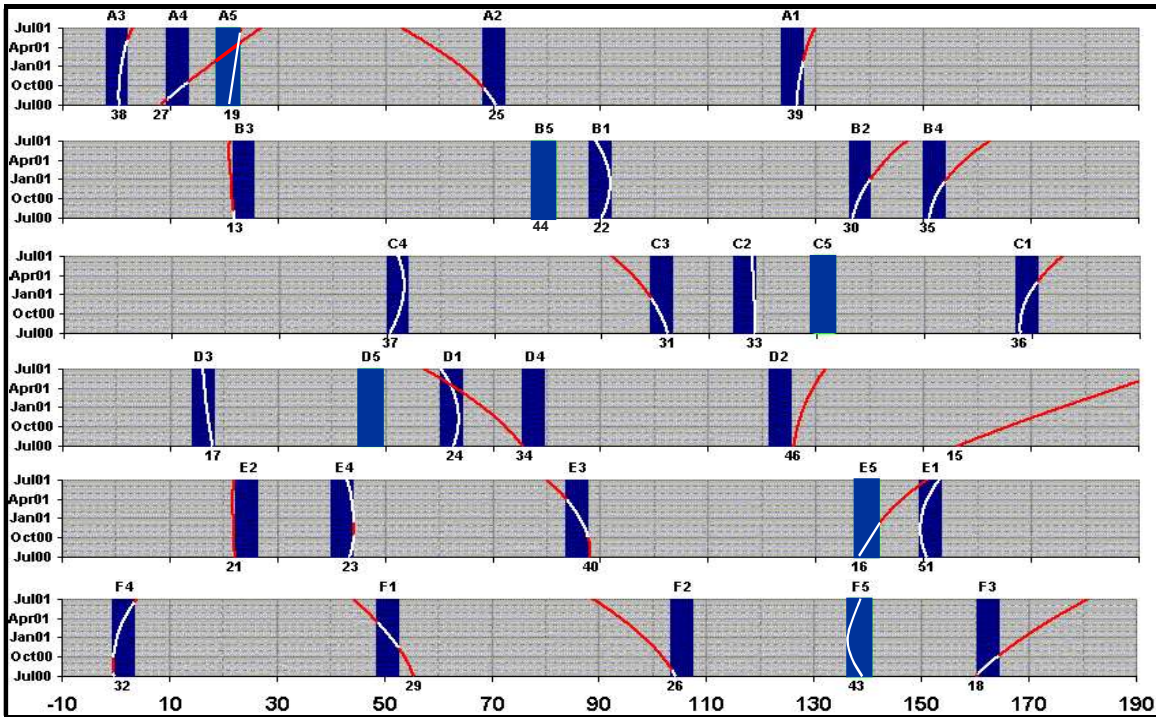 A3 A4 A5 A2 A1
Jul01
Apr01
Jan01
Oct00
Jul00
38 27 19 25 39
B3 B5 B1 B2 B4
Jul01
Apr01
Jan01
Oct00
Jul00
13 44 22 30 35
C4 C3 C2 C5 C1
Jul01
Apr01
Jan01
Oct00
Jul00
37 31 33 36
D3 D5 D1 D4 D2
Jul01
Apr01
Jan01
Oct00
Jul00
17 24 34 46 15
E2 E4 E3 E5 E1
Jul01
Apr01
Jan01
Oct00
Jul00
21 23 40 16 51
F4 F1 F2 F5 F3
Jul01
Apr01
Jan01
Oct00
Jul00
32 29 26 43 18
-10 10 30 50 70 90 110 130 150 170 190